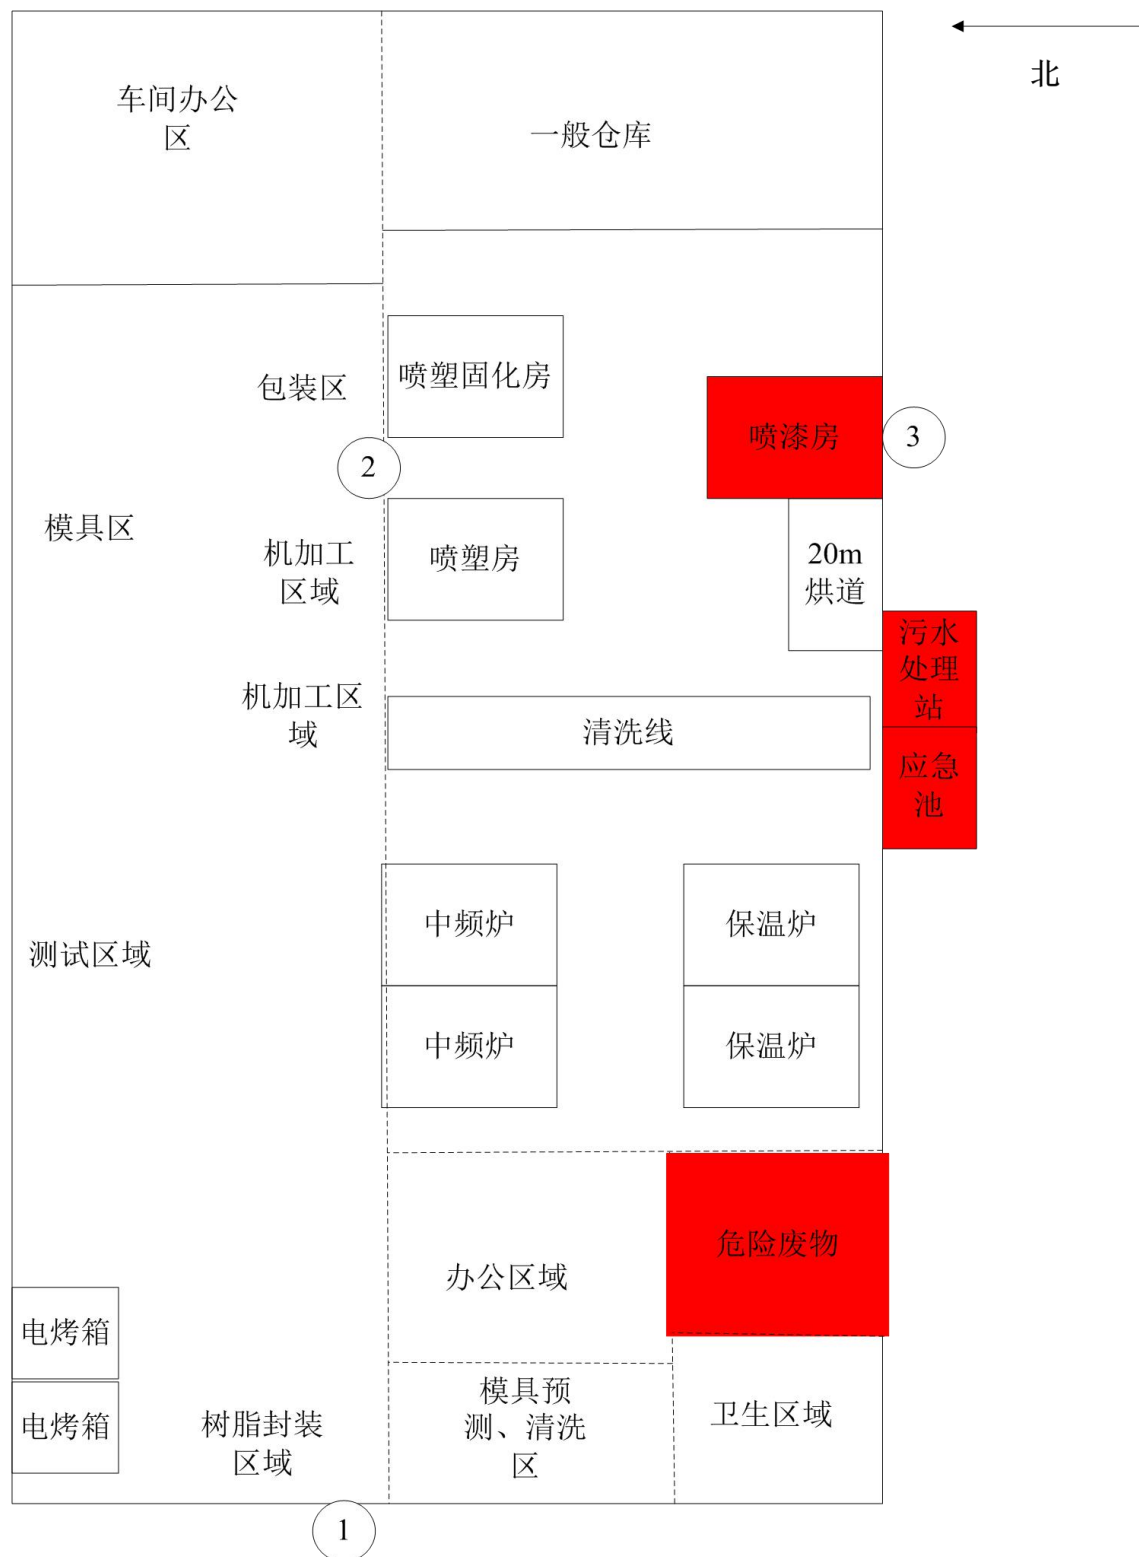 北
车间办公
区
一般仓库
包装区
喷塑固化房
喷漆房
3
2
模具区
机加工
区域
喷塑房
20m
烘道
污水
处理
站
机加工区
域
清洗线
应急
池
测试区域
中频炉
保温炉
中频炉
保温炉
办公区域
危险废物
电烤箱
电烤箱
树脂封装
区域
模具预
测、清洗
区
卫生区域
1